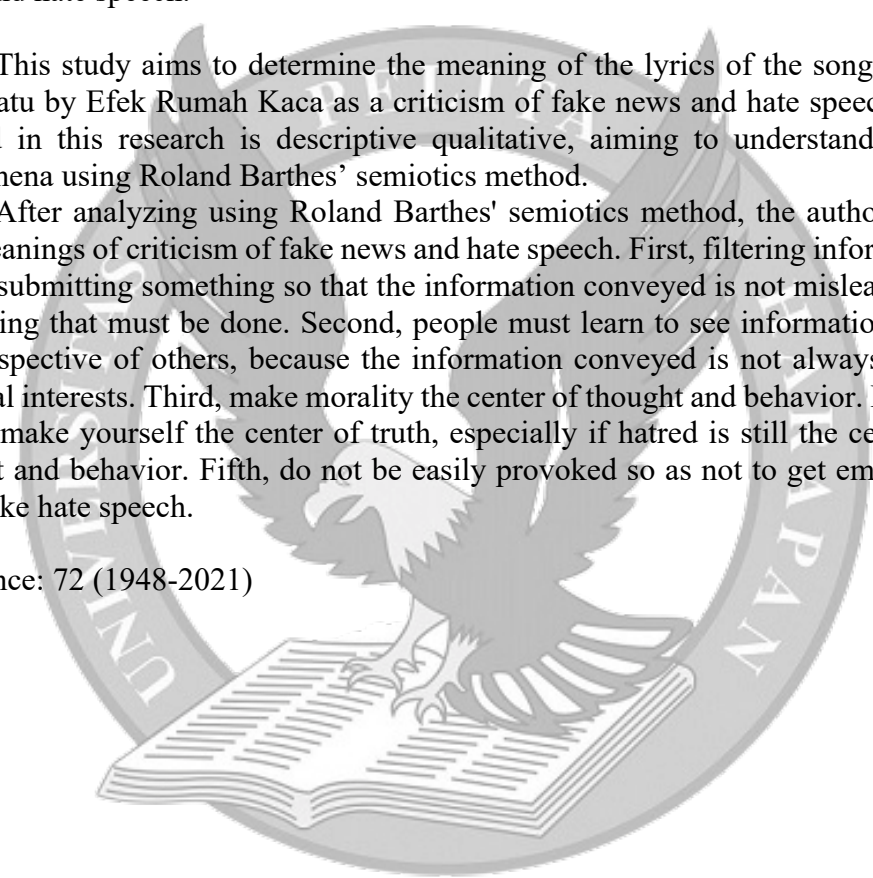 hate speech.
This study aims to determine the meaning of the lyrics of the song
atu by Efek Rumah Kaca as a criticism of fake news and hate speec
in this research is descriptive qualitative, aiming to understand
nena using Roland Barthes’ semiotics method.
After analyzing using Roland Barthes' semiotics method, the autho
eanings of criticism of fake news and hate speech. First, filtering infor
submitting something so that the information conveyed is not mislea
ing that must be done. Second, people must learn to see informatio
spective of others, because the information conveyed is not always
al interests. Third, make morality the center of thought and behavior.
make yourself the center of truth, especially if hatred is still the ce
t and behavior. Fifth, do not be easily provoked so as not to get em
ke hate speech.
nce: 72 (1948-2021)
UNIVERSITAS PELITA HARAPAN